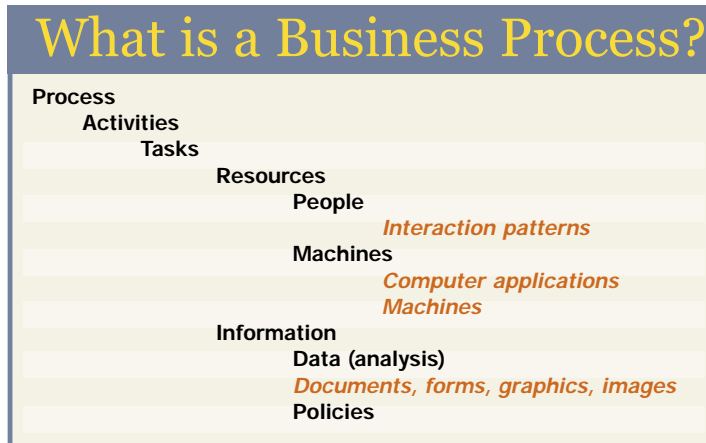 What is a Business Process?
Process
Activities
Tasks
Resources
People
Interaction patterns
Machines
Computer applications
Machines
Information
Data (analysis)
Documents, forms, graphics, images
Policies